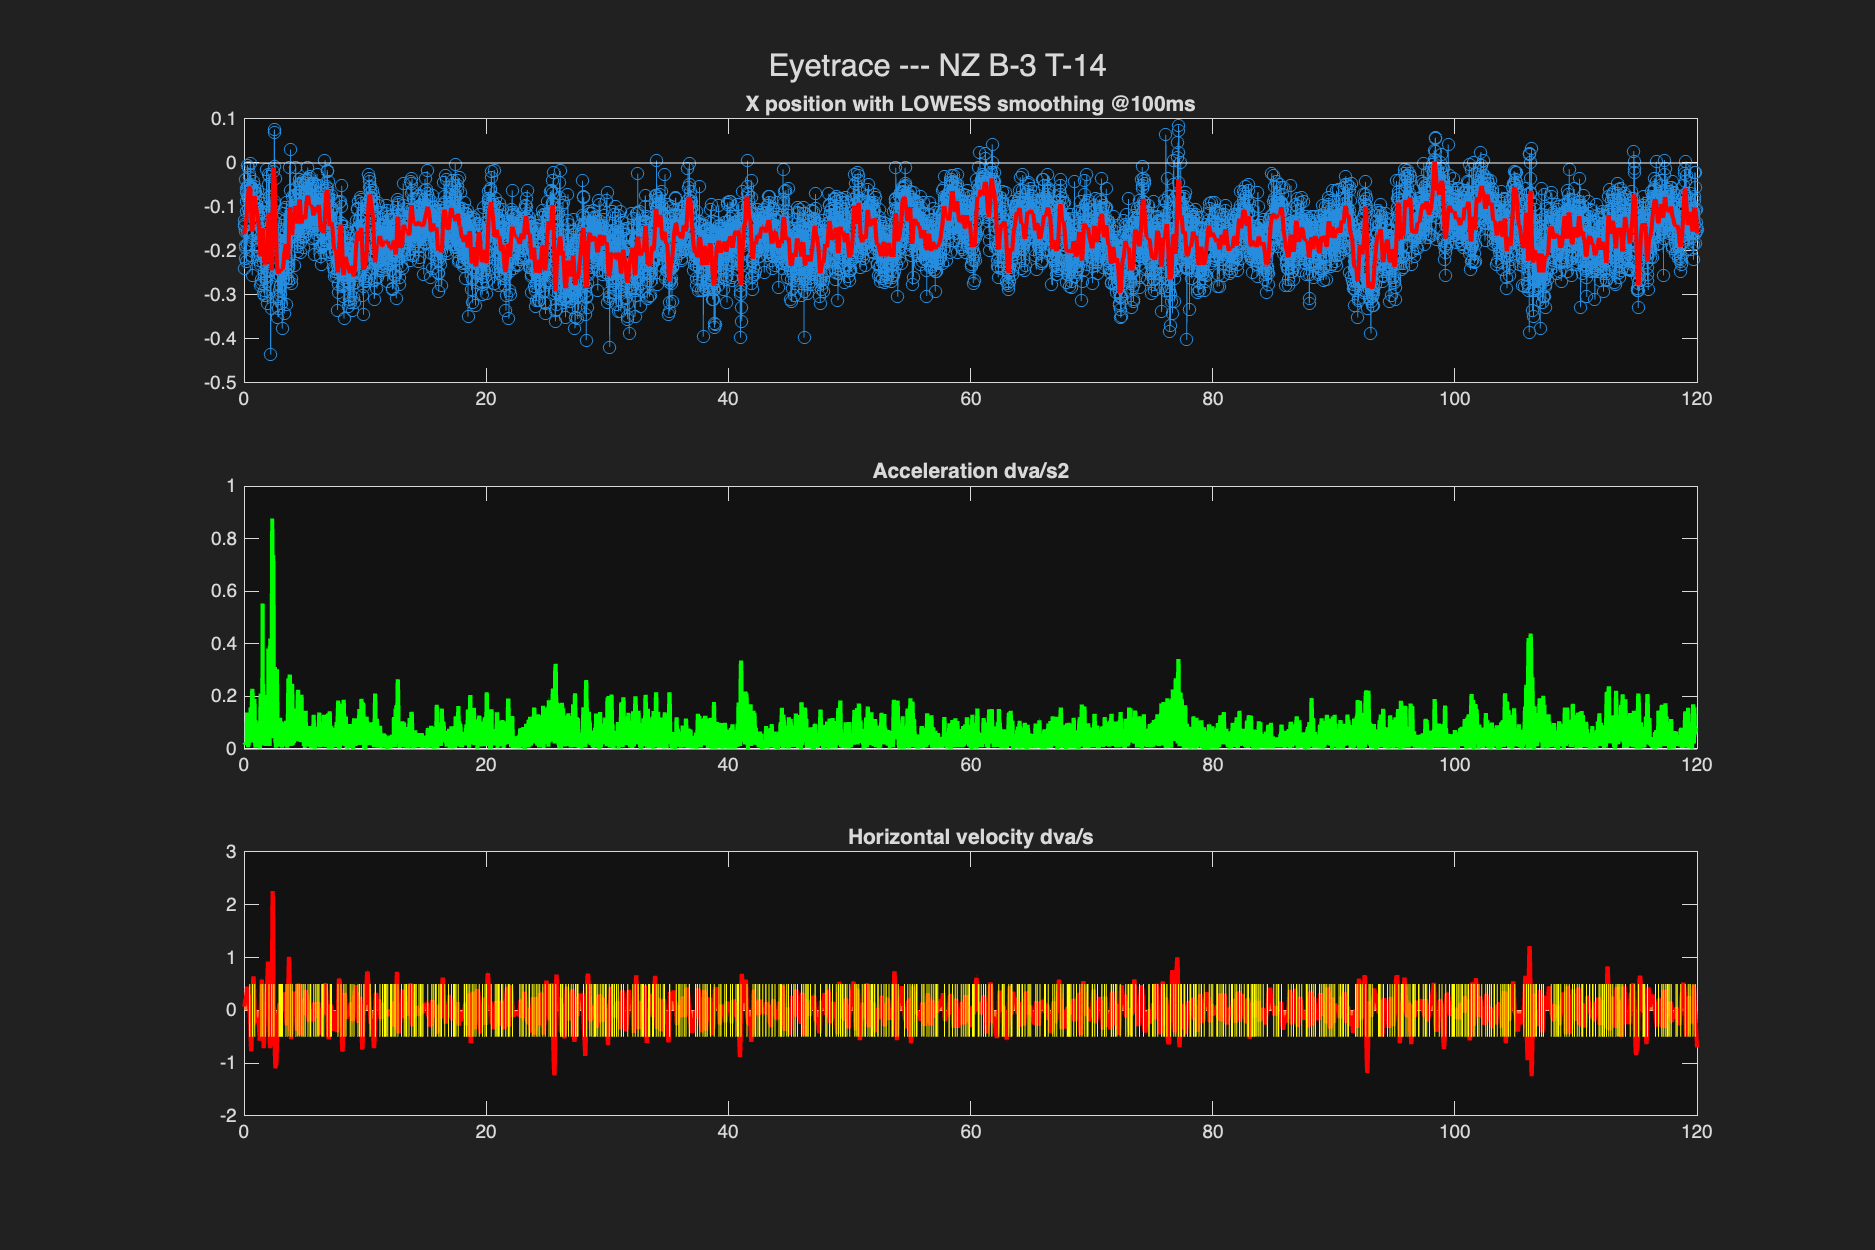 Eyetrace --- NZ B-3 T-14
X position with LOWESS smoothing @100ms
0.1
0
-0.1
-0.2
-0.3
-0.4
-0.5
0 20 40 60 80 100 120
Acceleration dva/s2
1
0.8
0.6
0.4
0.2
0
0 20 40 60 80 100 120
Horizontal velocity dva/s
3
2
1
0
-1
-2
0 20 40 60 80 100 120